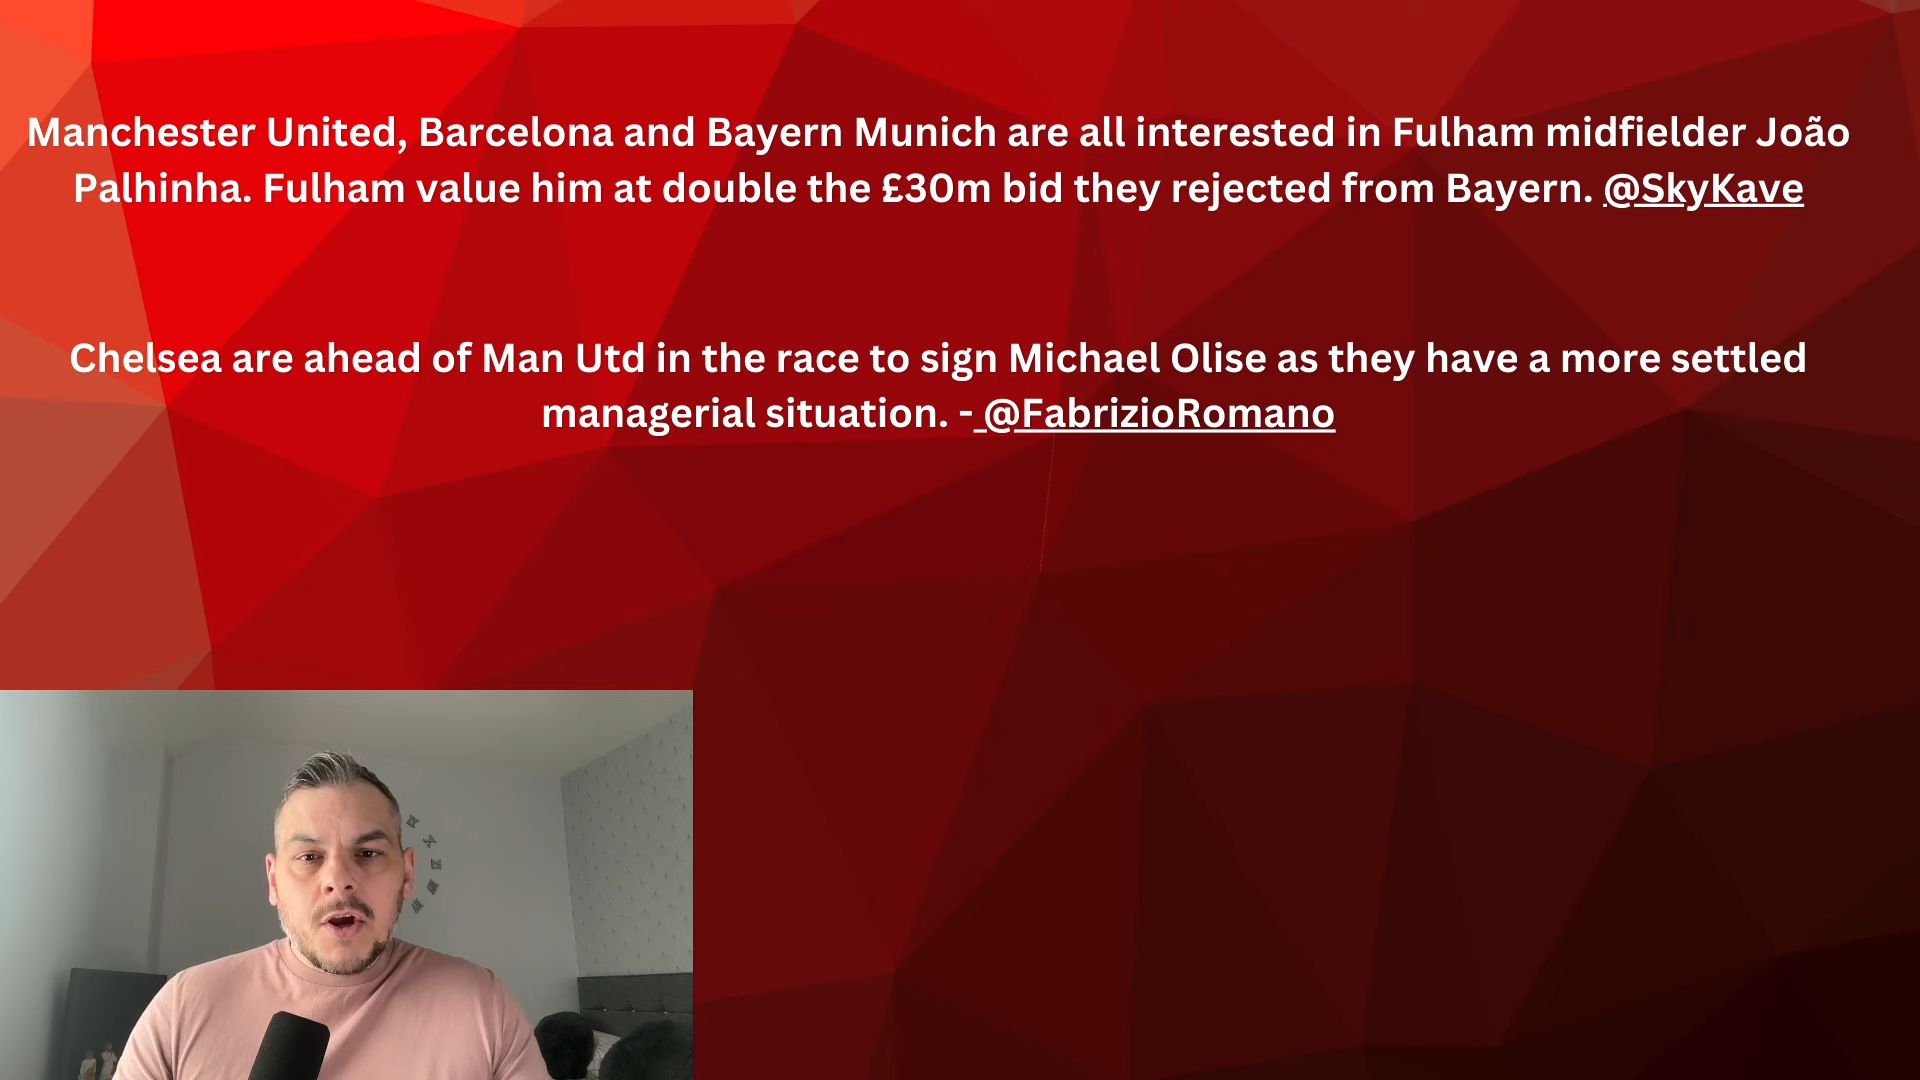 Manchester United, Barcelona and Bayern Munich are all interested in Fulham midfielder João
Palhinha. Fulham value him at double the £30m bid they rejected from Bayern. @SkyKave
Chelsea are ahead of Man Utd in the race to sign Michael Olise as they have a more settled
managerial situation. - @FabrizioRomano